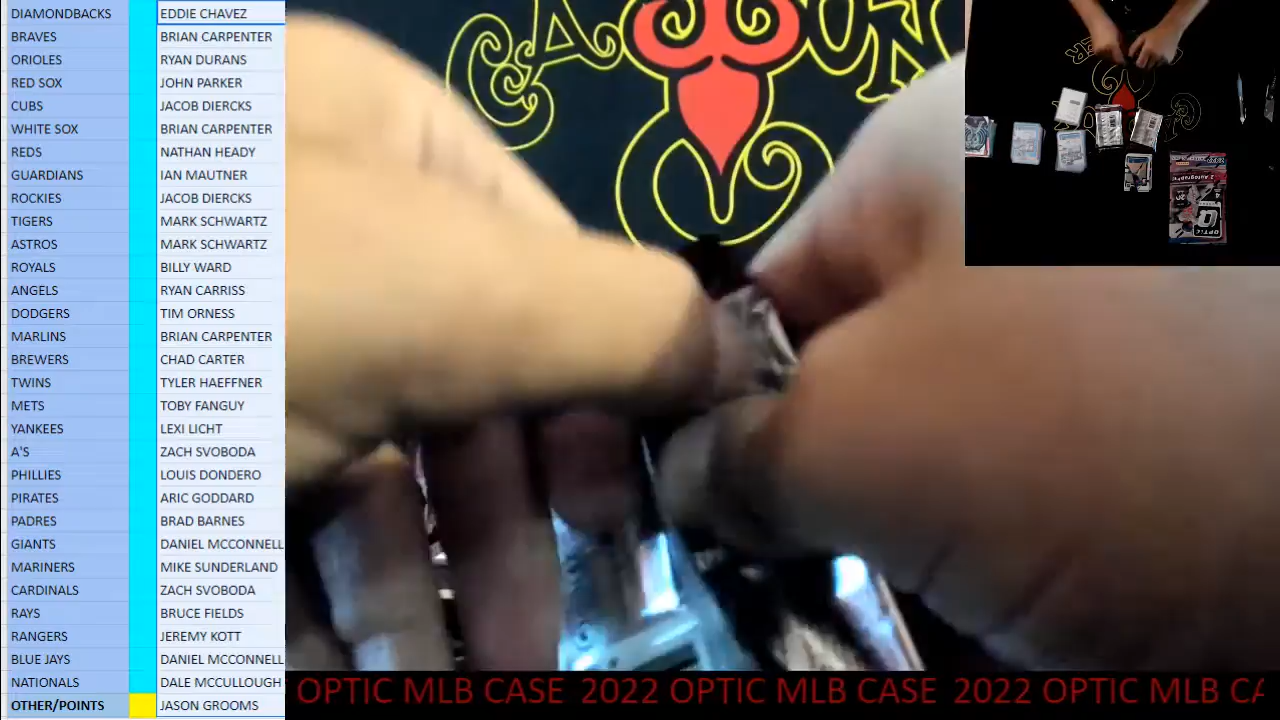 DIAMONDBACKS EDDIE CHAVEZ
BRAVES BRIAN CARPENTER
ORIOLES RYAN DURANS
RED SOX JOHN PARKER
CUBS JACOB DIERCKS
WHITE SOX BRIAN CARPENTER
REDS NATHAN HEADY
GUARDIANS IAN MAUTNER
ROCKIES JACOB DIERCKS
TIGERS MARK SCHWARTZ
ASTROS MARK SCHWARTZ
ROYALS BILLY WARD
ANGELS RYAN CARRISS
DODGERS TIM ORNESS
MARLINS BRIAN CARPENTER
BREWERS CHAD CARTER
TWINS TYLER HAEFFNER
METS TOBY FANGUY
YANKEES LEXI LICHT
A'S ZACH SVOBODA
PHILLIES LOUIS DONDERO
PIRATES ARIC GODDARD
PADRES BRAD BARNES
GIANTS DANIEL MCCONNELL
MARINERS MIKE SUNDERLAND
CARDINALS ZACH SVOBODA
RAYS BRUCE FIELDS
RANGERS JEREMY KOTT
BLUE JAYS DANIEL MCCONNELL
NATIONALS DALE MCCULLOUGH
OTHER/POINTS JASON GROOMS
OPTIC
OPTIC MLB CASE 2022 OPTIC MLB CASE 2022 OPTIC MLB CA